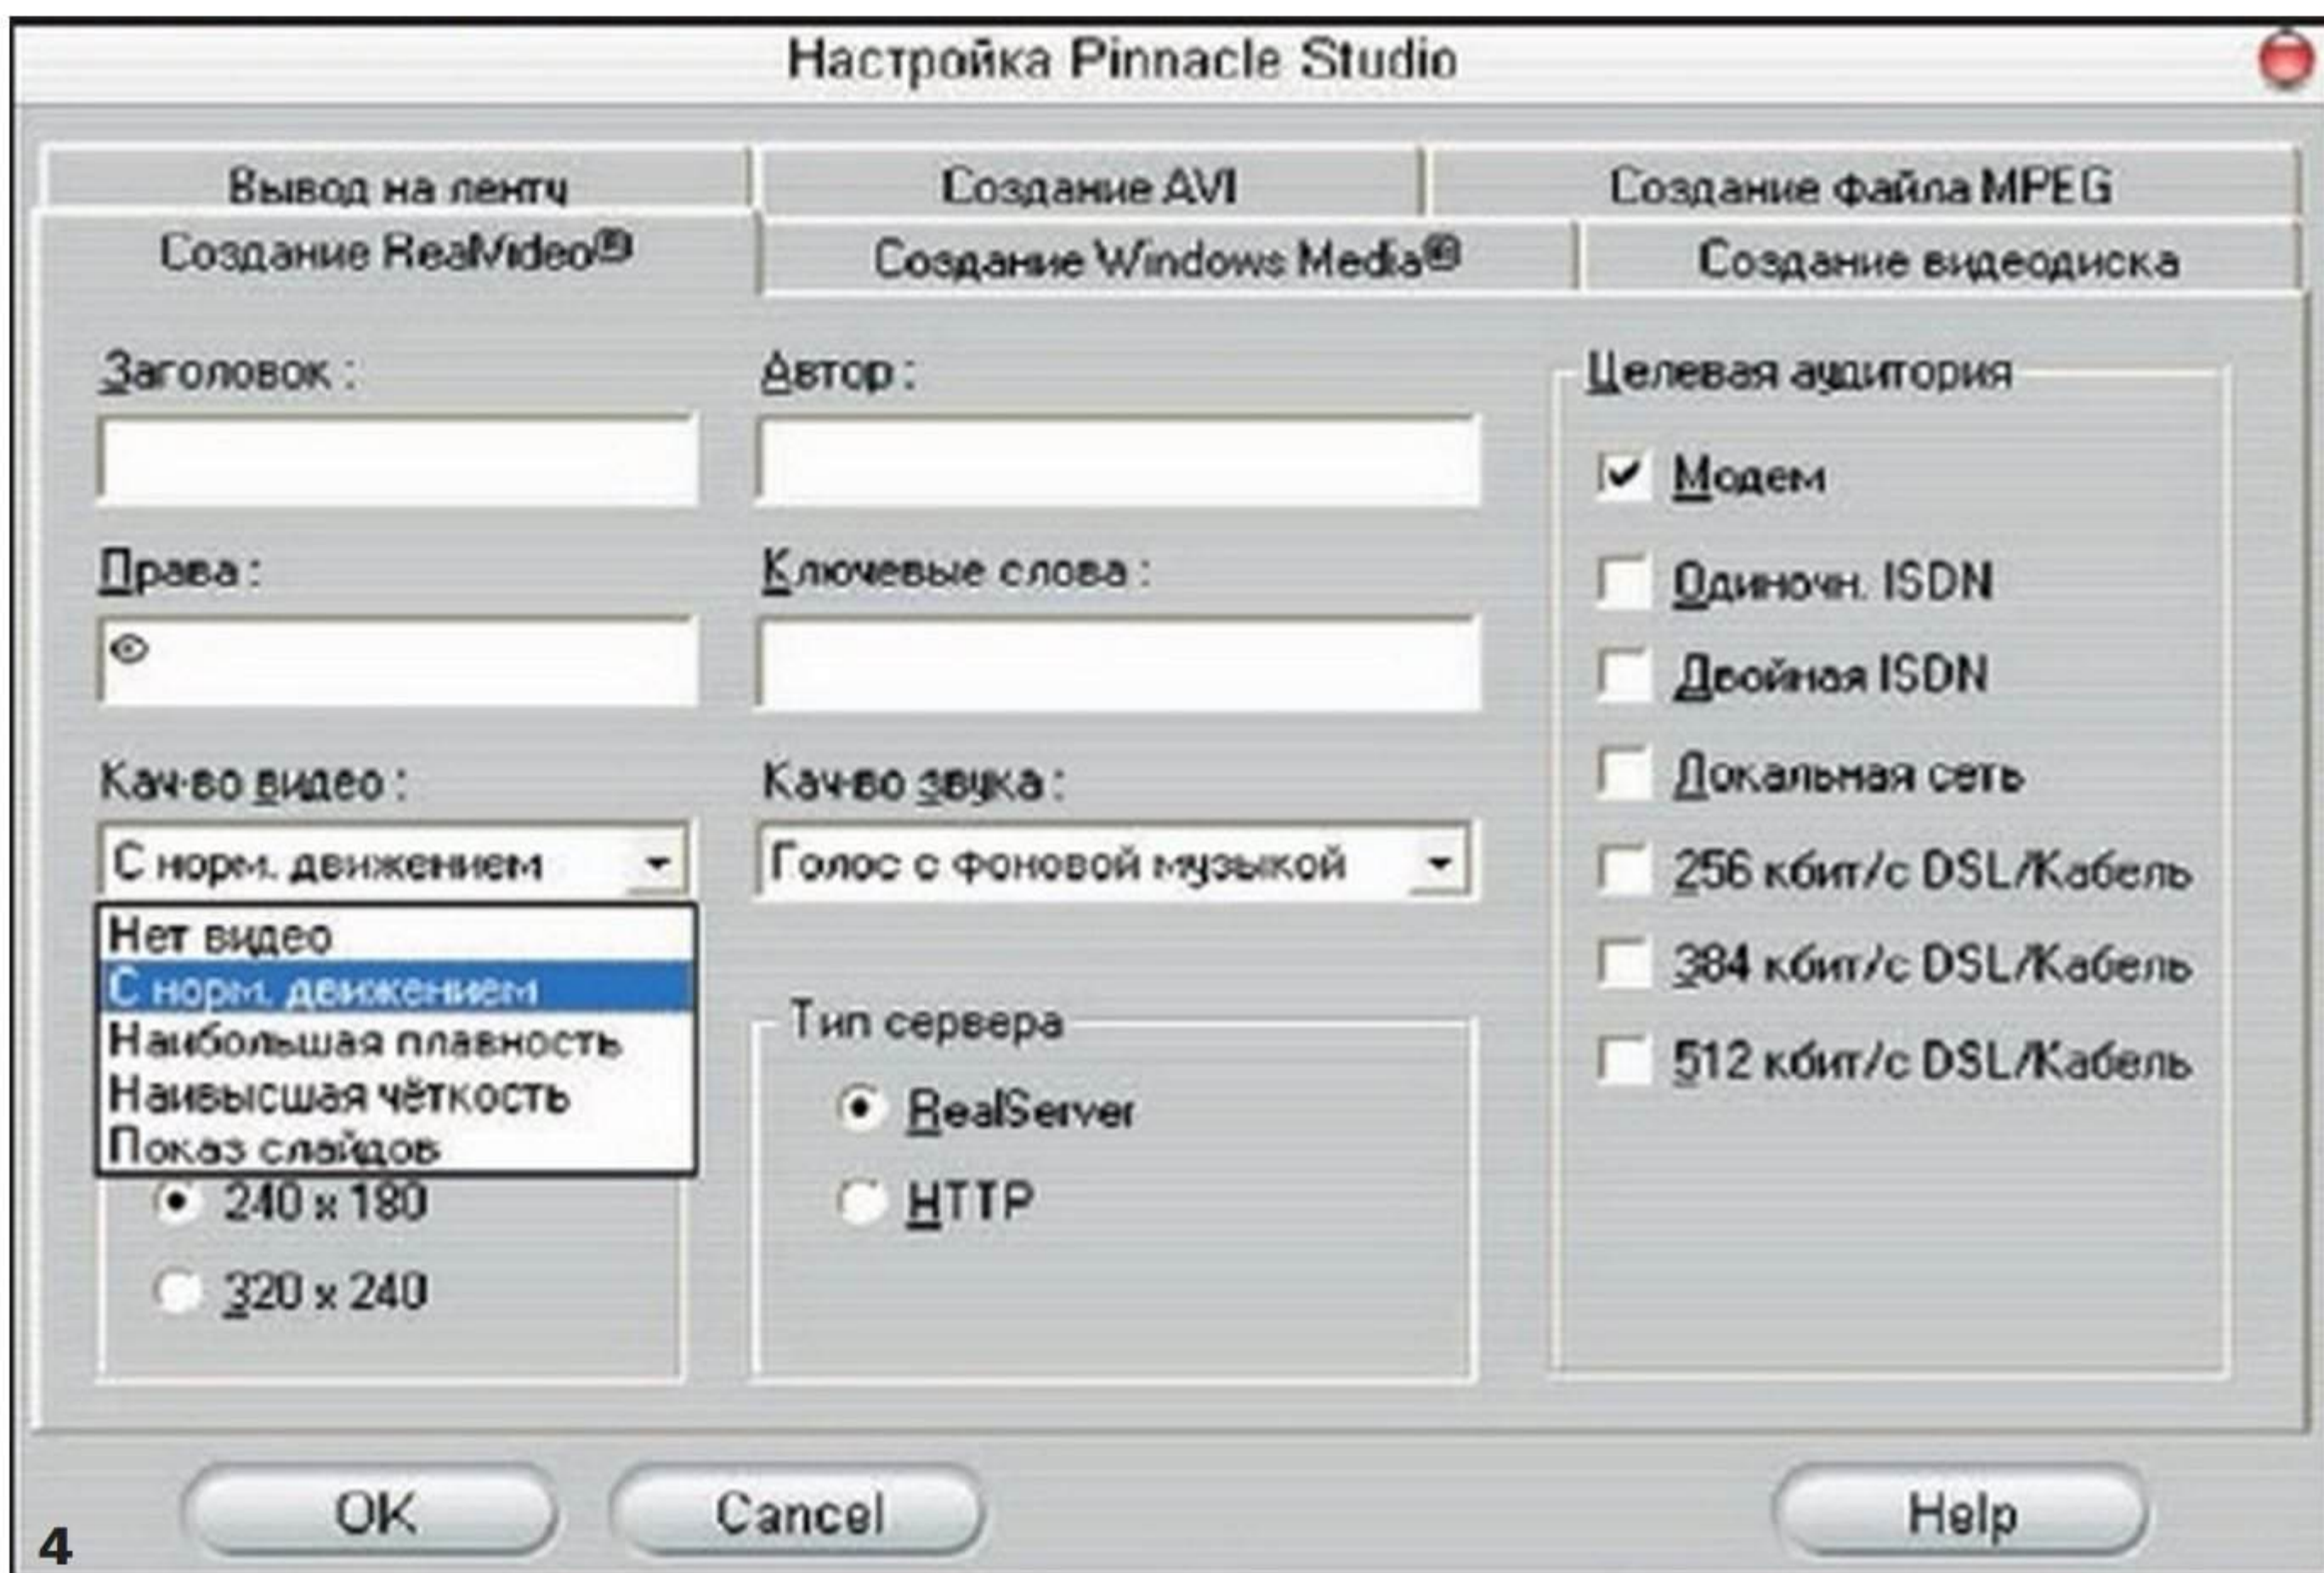 Настройка Pinnacle Studio
Вывод на ленту
Создание AVI
Создание файла MPEG
Создание RealVideo®
Создание Windows Media®
Создание видеодиска
Заголовок :
Автор :
Целевая аудитория
Модем
Права :
Ключевые слова :
Одиночн. ISDN
Двойная ISDN
Кач-во видео :
Кач-во звука :
Локальная сеть
С норм. движением
Голос с фоновой музыкой
256 кбит/с DSL/Кабель
Нет видео
С норм. движением
384 кбит/с DSL/Кабель
Наибольшая плавность
Тип сервера
Наивысшая чёткость
RealServer
512 кбит/с DSL/Кабель
Показ слайдов
240 x 180
HTTP
320 x 240
OK
Cancel
Help
4